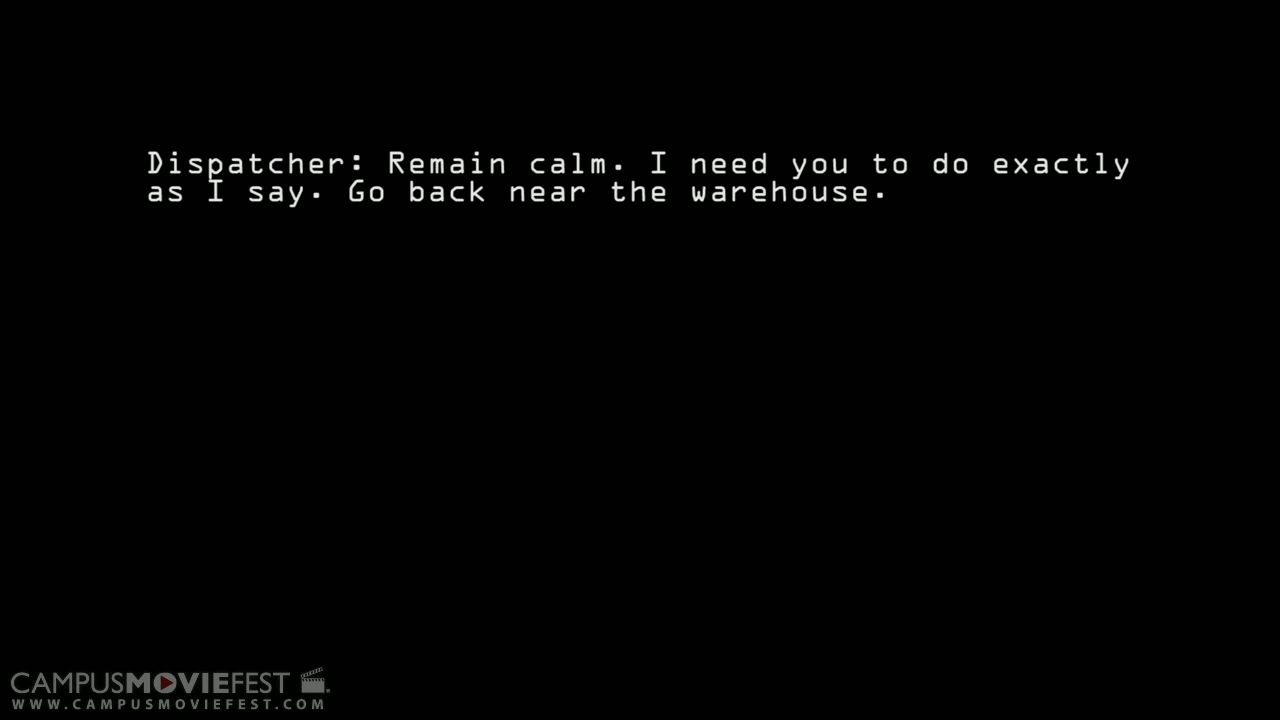 Dispatcher: Remain calm. I need you to do exactly
as I say. Go back near the warehouse.
CAMPUSMOVIEFEST
WWW.CAMPUSMOVIEFEST.COM